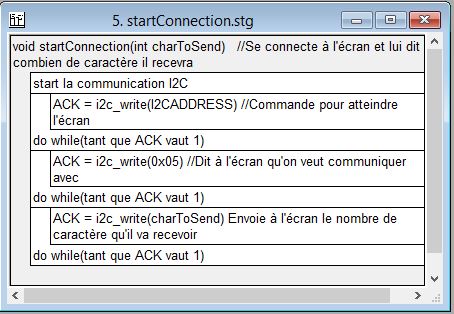 5. startConnection.stg
void startConnection(int charToSend) //Se connecte à l'écran et lui dit
combien de caractère il recevra
start la communication I2C
ACK = i2c_write(I2CADDRESS) //Commande pour atteindre
l'écran
do while(tant que ACK vaut 1)
ACK = i2c_write(0x05) //Dit à l'écran qu'on veut communiquer
avec
do while(tant que ACK vaut 1)
ACK = i2c_write(charToSend) Envoie à l'écran le nombre de
caractère qu'il va recevoir
do while(tant que ACK vaut 1)